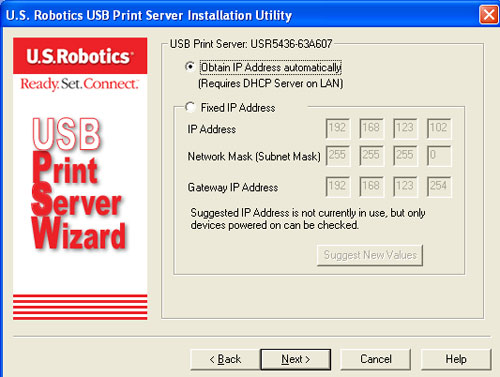 U.S. Robotics USB Print Server Installation Utility
U.S.Robotics®
Ready. Set. Connect.™
USB
Print
Server
Wizard
USB Print Server: USR5436-63A607
Obtain IP Address automatically
(Requires DHCP Server on LAN)
Fixed IP Address
IP Address 192 168 123 102
Network Mask (Subnet Mask) 255 255 255 0
Gateway IP Address 192 168 123 254
Suggested IP Address is not currently in use, but only
devices powered on can be checked.
Suggest New Values
< Back Next > Cancel Help